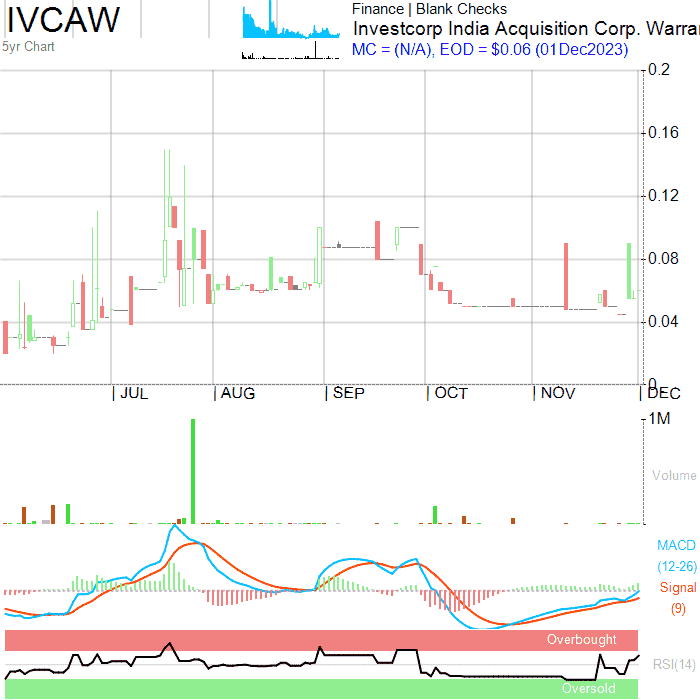 IVCAW
Finance | Blank Checks
5yr Chart
Investcorp India Acquisition Corp. Warra
MC = (N/A), EOD = $0.06 (01Dec2023)
0.2
0.16
0.12
0.08
0.04
0
| JUL | AUG | SEP | OCT | NOV | DEC
1M
Volume
MACD
(12-26)
Signal
(9)
Overbought
RSI(14)
Oversold